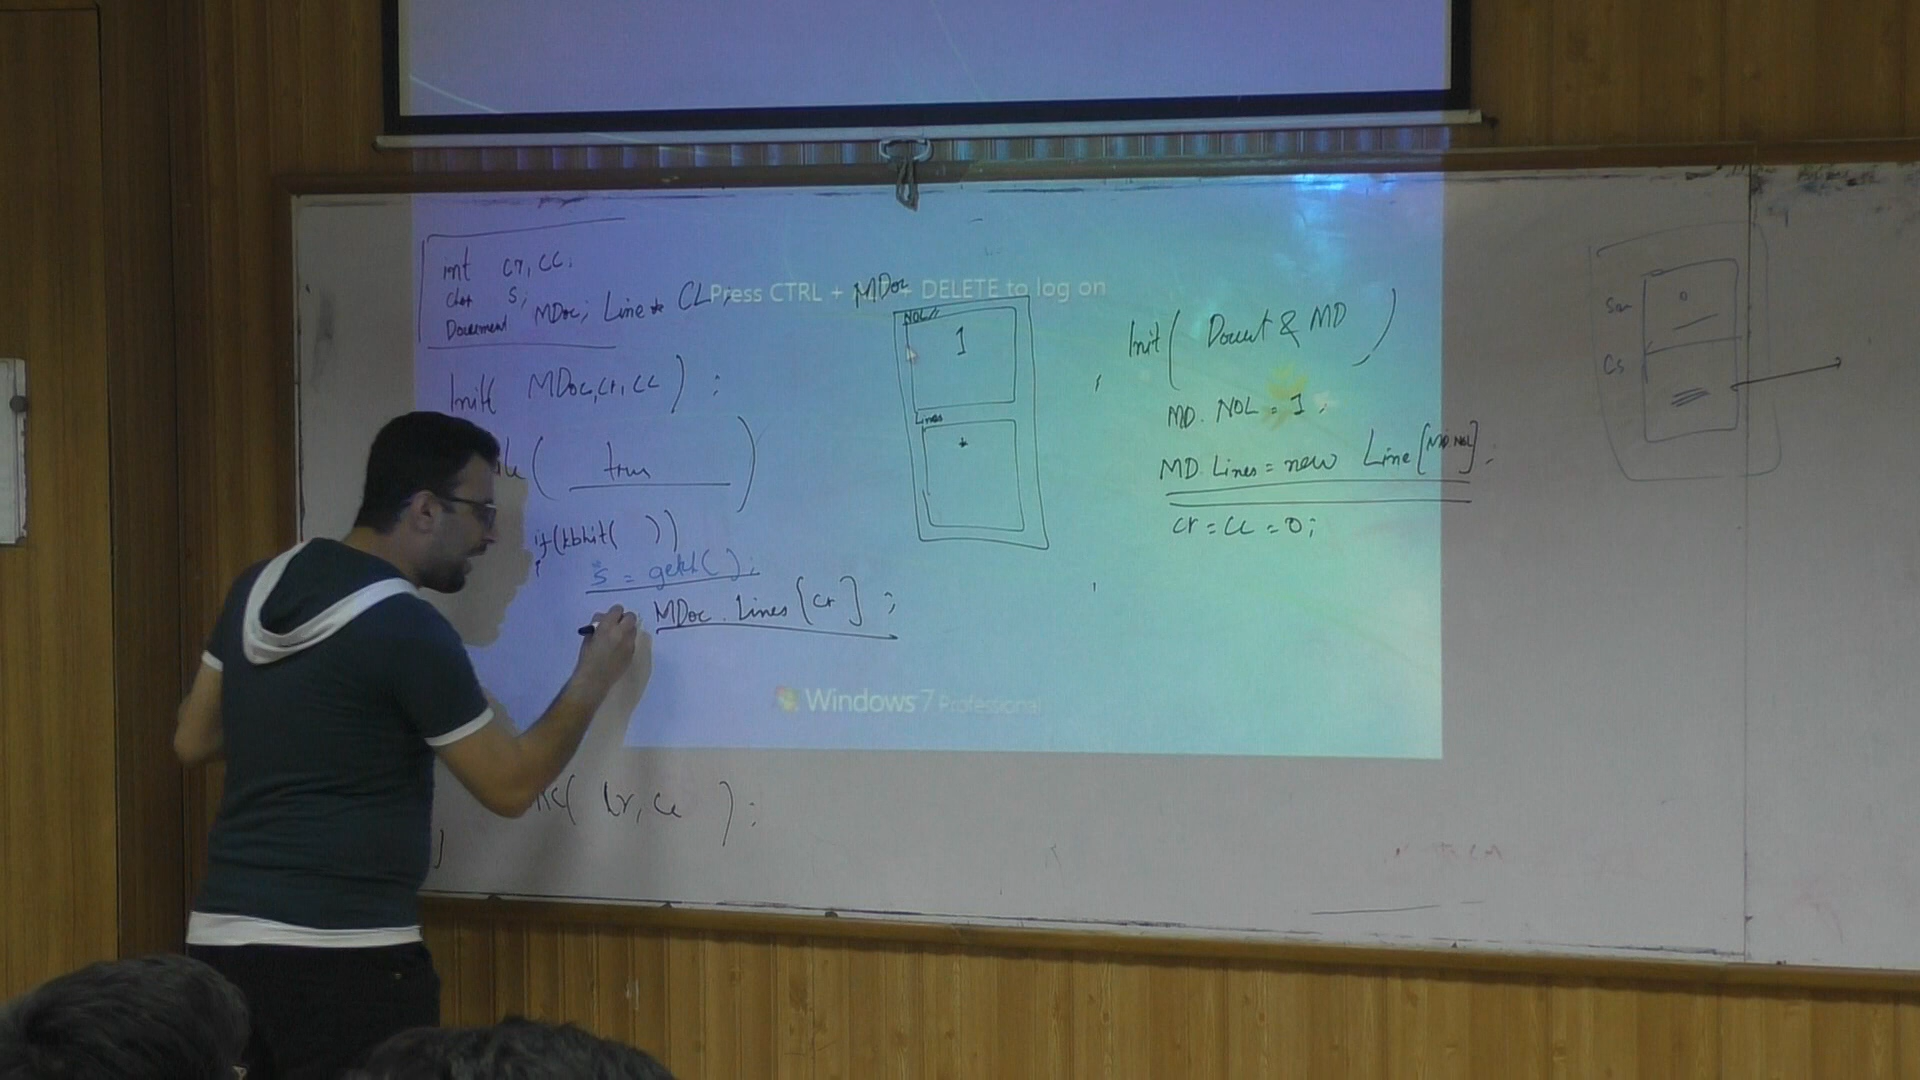 int cr, cc;
char s;
Document MDoc; Line* CL;
Init( MDoc, cr, cc ) ;
( true )
if(kbhit( ))
s = getch( );
MDoc . Lines [cr] ;
( cr, cc ) ;
Press CTRL + + DELETE to log on
MDoc
NOL
1
Lines
*
Windows 7 Professional
Init( & MD )
MD. NOL = 1 ;
MD. Lines = new Line [MD.NOL] ;
cr = cc = 0 ;
Cs